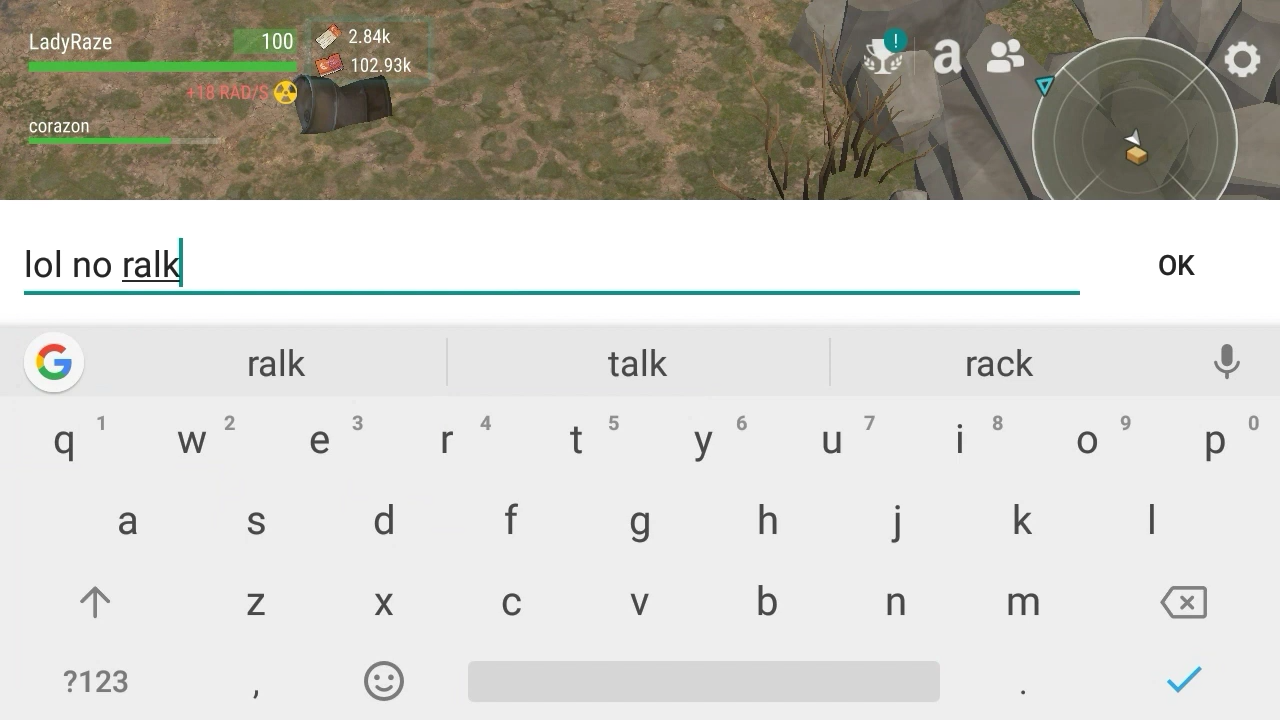 LadyRaze 100 2.84k
102.93k
+18 RAD/S
corazon
!
a
lol no ralk OK
G ralk talk rack
q 1 w 2 e 3 r 4 t 5 y 6 u 7 i 8 o 9 p 0
a s d f g h j k l
z x c v b n m
?123 , .